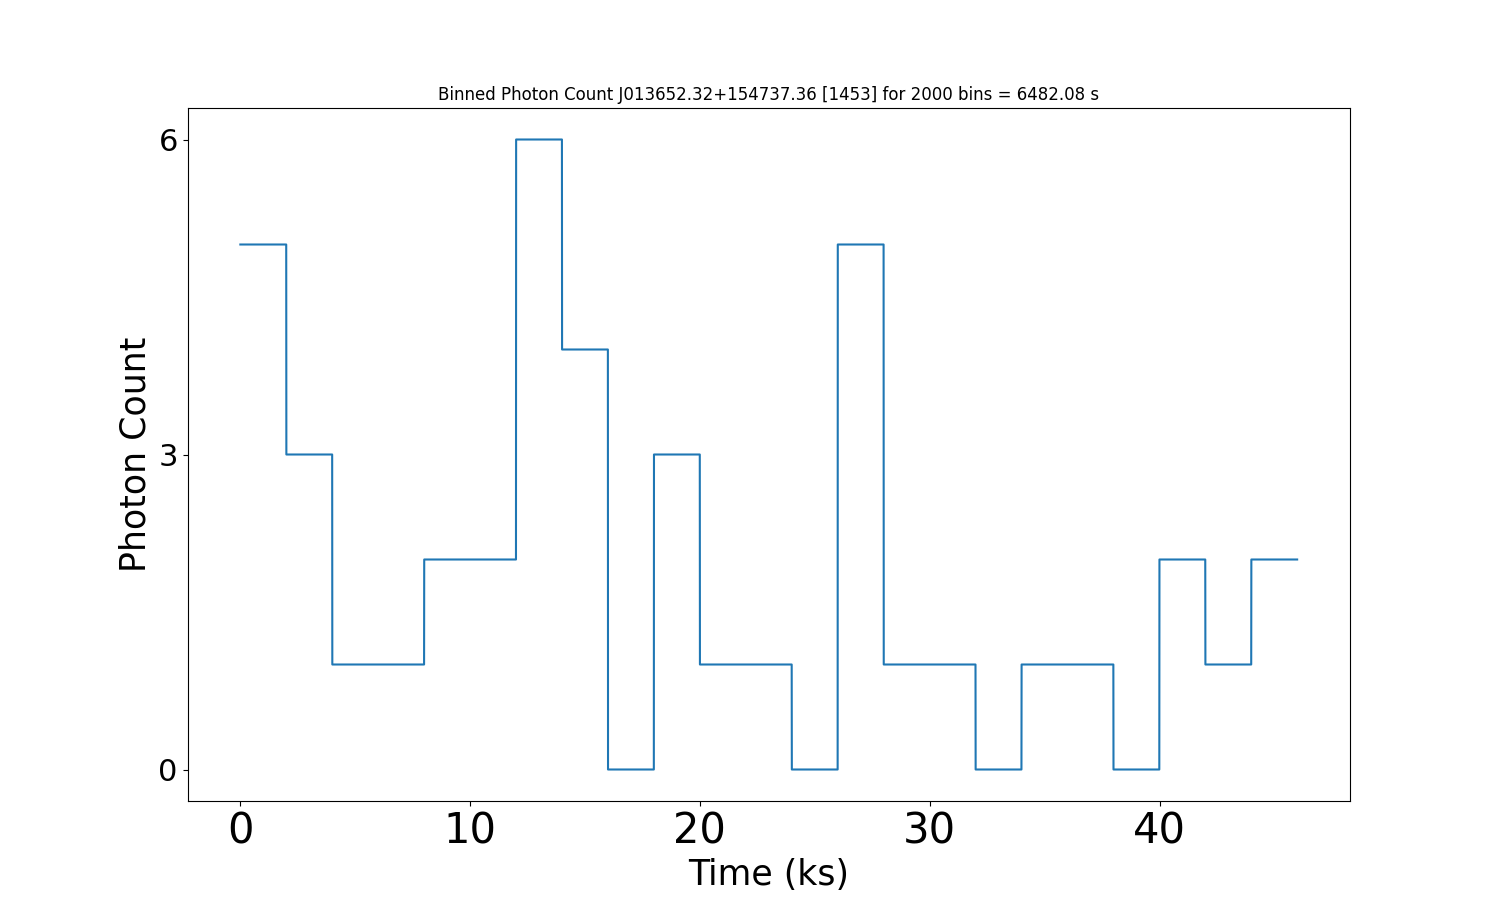 Binned Photon Count J013652.32+154737.36 [1453] for 2000 bins = 6482.08 s
6
3
0
Photon Count
0 10 20 30 40
Time (ks)